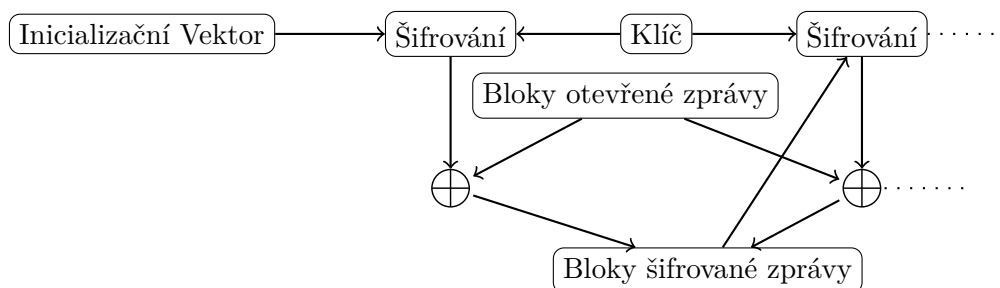 Inicializační Vektor
Šifrování
Klíč
Šifrování
Bloky otevřené zprávy
Bloky šifrované zprávy